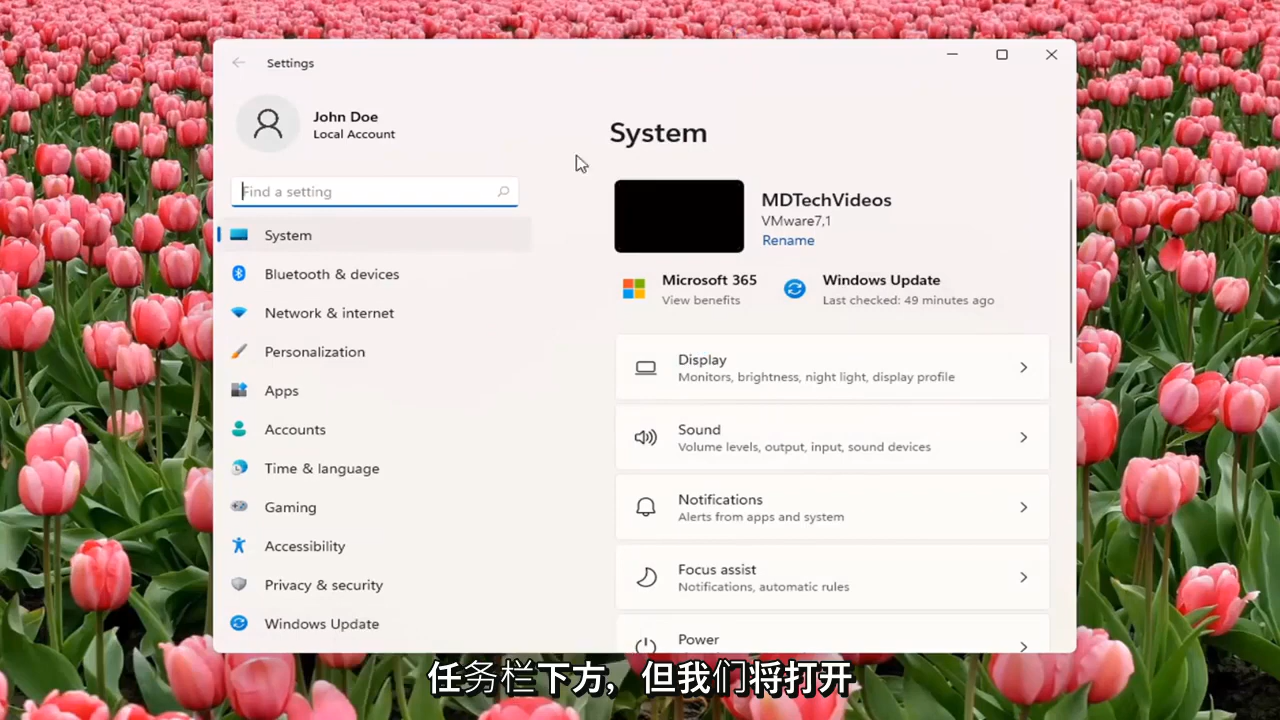 Settings
John Doe
Local Account
Find a setting
System
Bluetooth & devices
Network & internet
Personalization
Apps
Accounts
Time & language
Gaming
Accessibility
Privacy & security
Windows Update
System
MDTechVideos
VMware7,1
Rename
Microsoft 365
View benefits
Windows Update
Last checked: 49 minutes ago
Display
Monitors, brightness, night light, display profile
Sound
Volume levels, output, input, sound devices
Notifications
Alerts from apps and system
Focus assist
Notifications, automatic rules
Power
任务栏下方，但我们将打开